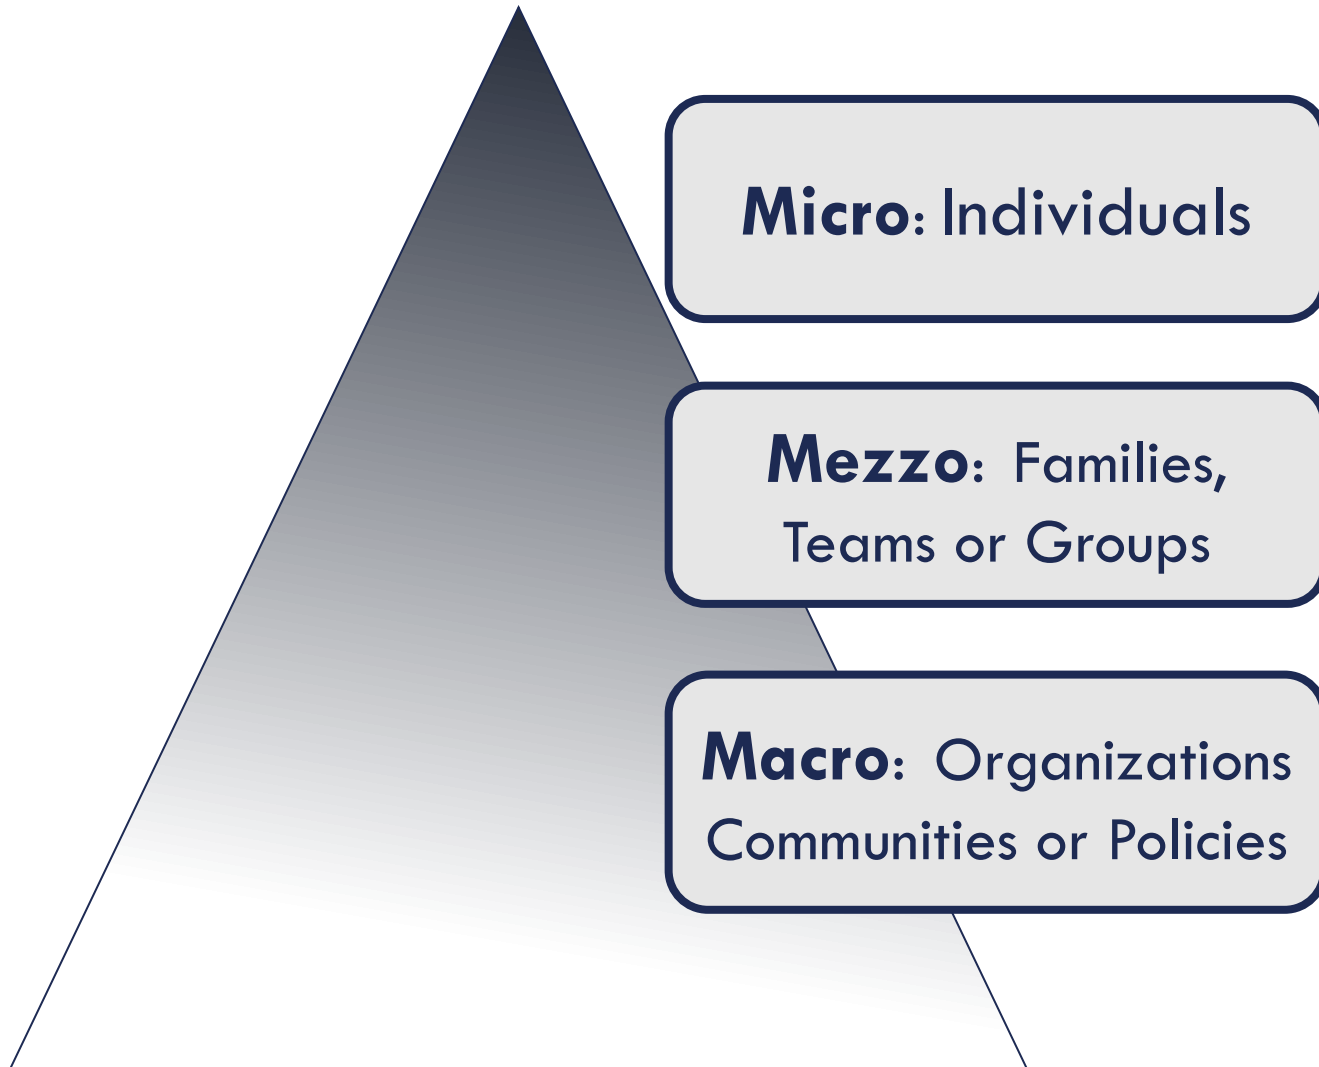 Micro: Individuals
Mezzo: Families,
Teams or Groups
Macro: Organizations
Communities or Policies